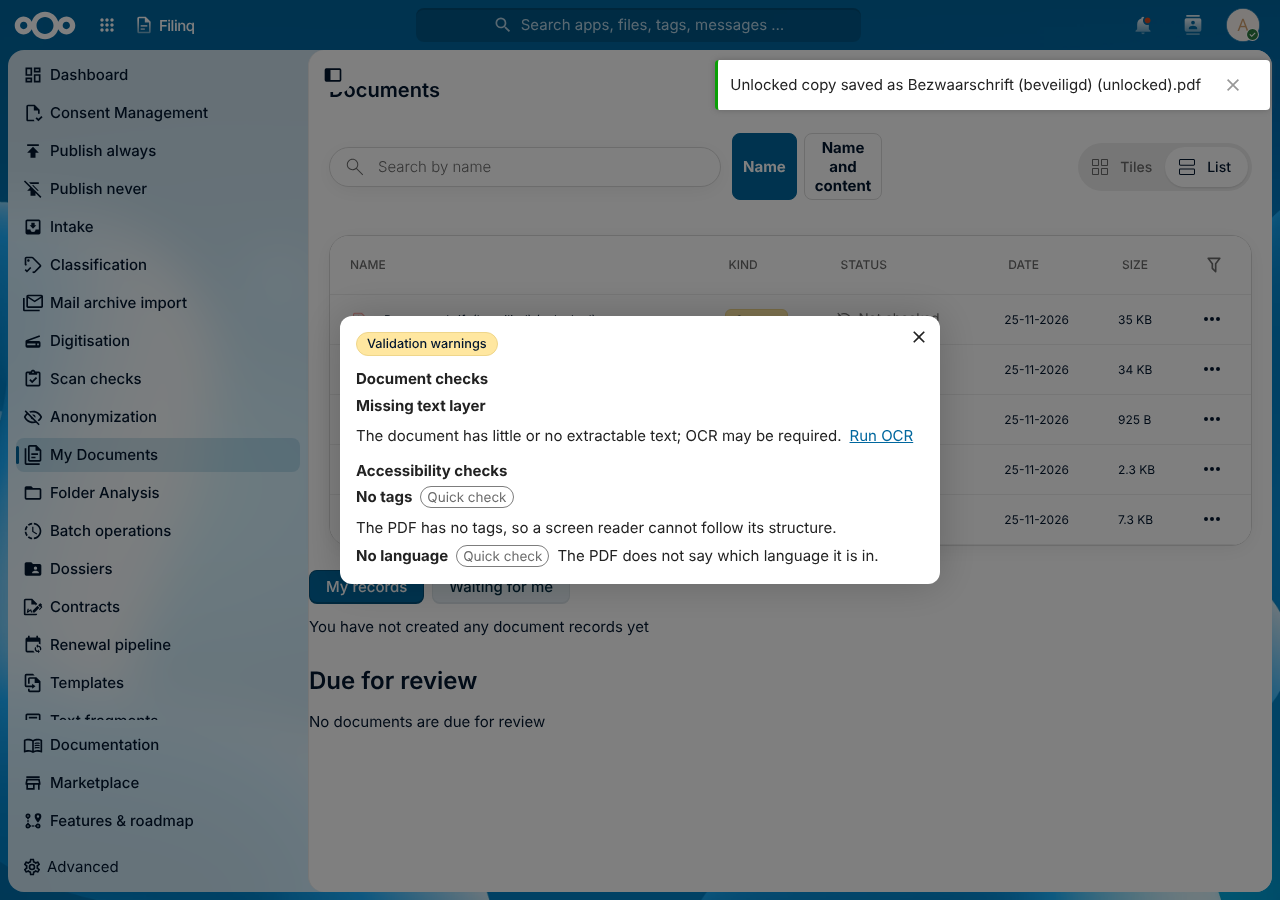 Filinq
Search apps, files, tags, messages ...
A
Dashboard
Consent Management
Publish always
Publish never
Intake
Classification
Mail archive import
Digitisation
Scan checks
Anonymization
My Documents
Folder Analysis
Batch operations
Dossiers
Contracts
Renewal pipeline
Templates
Text fragments
Documentation
Marketplace
Features & roadmap
Advanced
Documents
Unlocked copy saved as Bezwaarschrift (beveiligd) (unlocked).pdf
Search by name
Name
Name and content
Tiles
List
NAME KIND STATUS DATE SIZE
Not checked 25-11-2026 35 KB
25-11-2026 34 KB
25-11-2026 925 B
25-11-2026 2.3 KB
25-11-2026 7.3 KB
Validation warnings
Document checks
Missing text layer
The document has little or no extractable text; OCR may be required. Run OCR
Accessibility checks
No tags Quick check
The PDF has no tags, so a screen reader cannot follow its structure.
No language Quick check The PDF does not say which language it is in.
My records
Waiting for me
You have not created any document records yet
Due for review
No documents are due for review